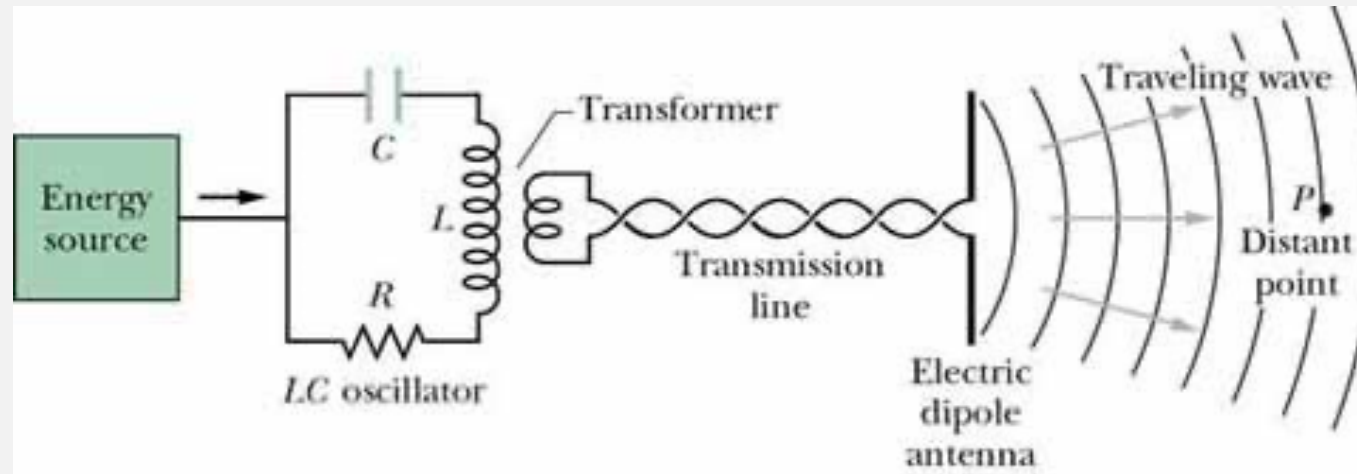 Energy
source
C
L
R
LC oscillator
Transformer
Transmission
line
Electric
dipole
antenna
Traveling wave
P
Distant
point